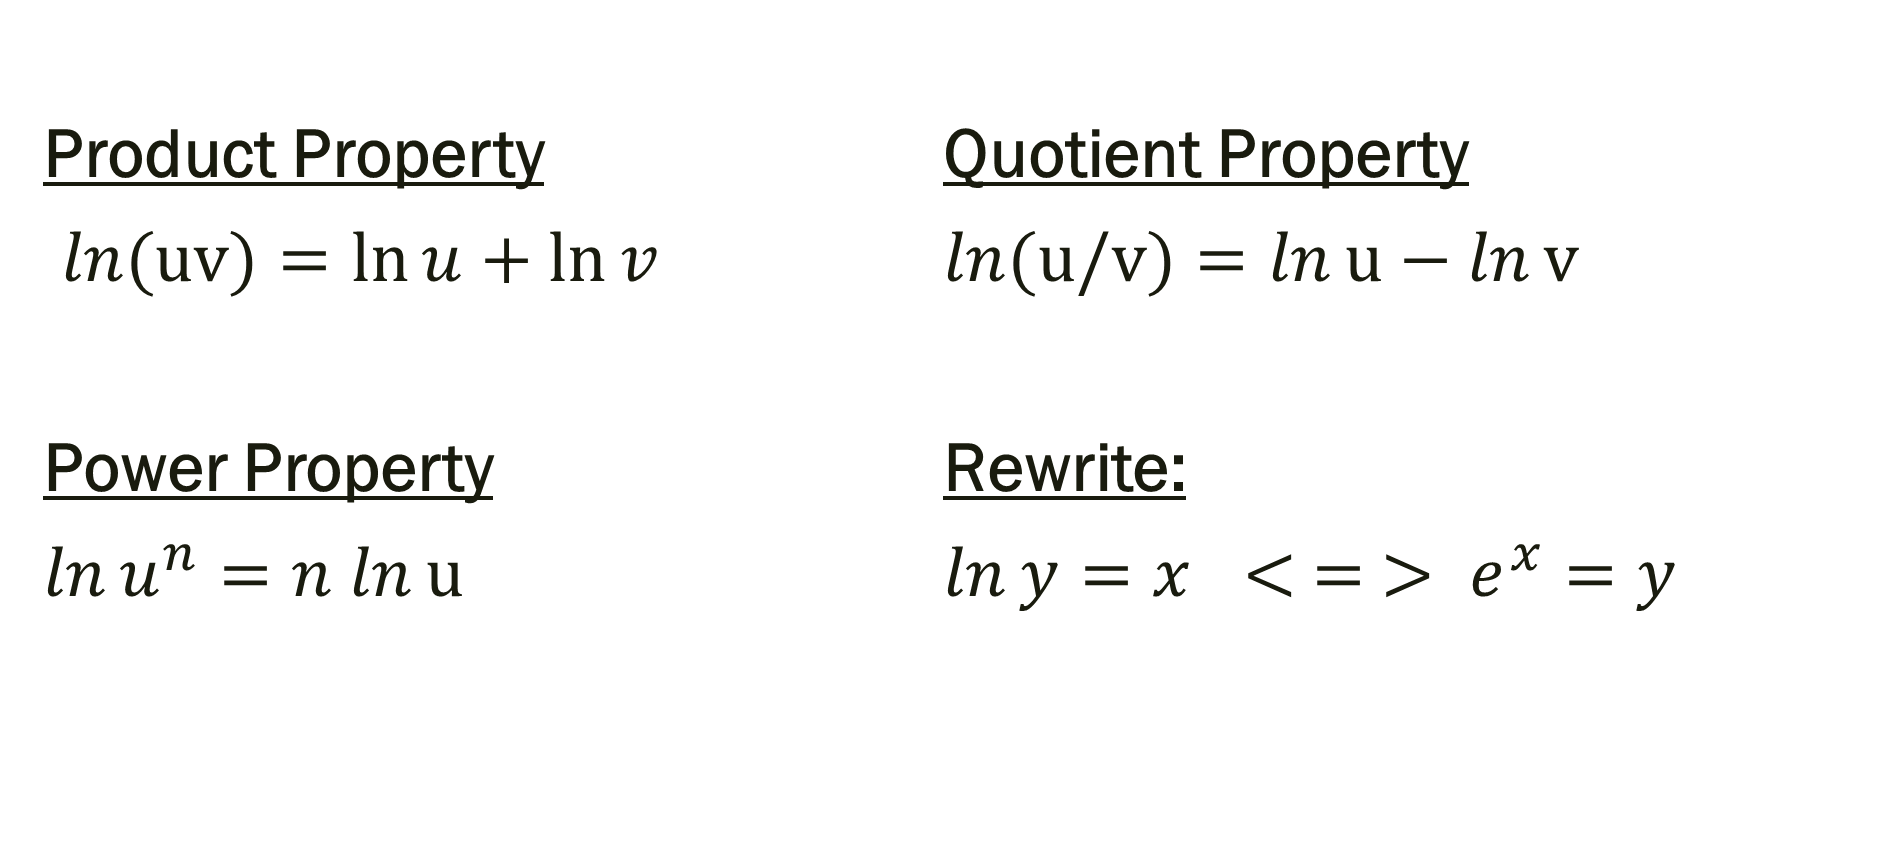 Product Property
ln(uv) = ln u + ln v
Quotient Property
ln(u/v) = ln u − ln v
Power Property
ln uⁿ = n ln u
Rewrite:
ln y = x <=> eˣ = y